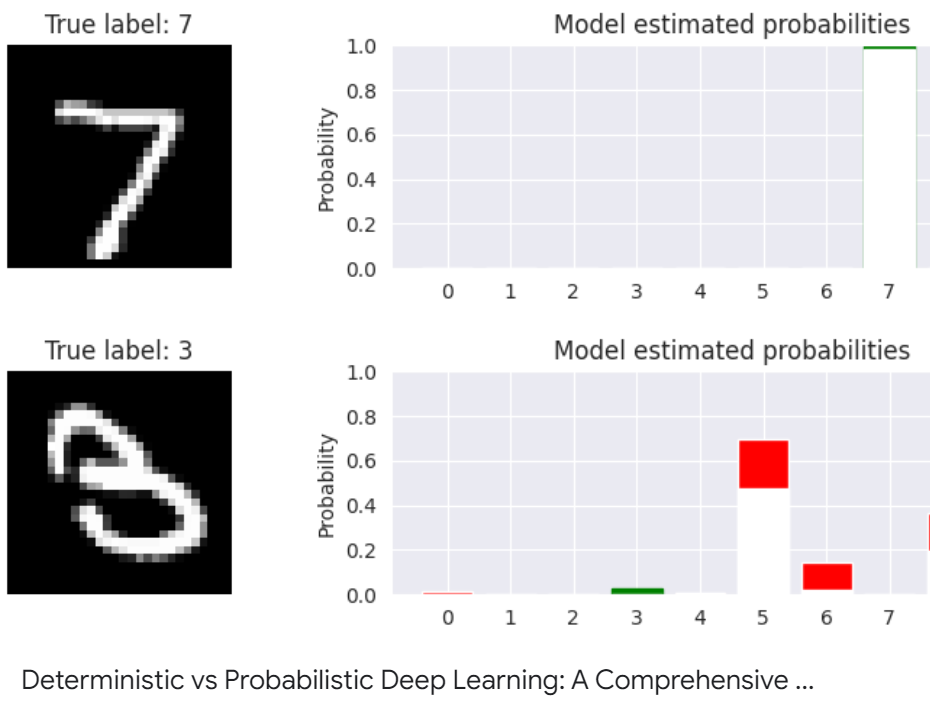 True label: 7
Model estimated probabilities
Probability
1.0
0.8
0.6
0.4
0.2
0.0
0 1 2 3 4 5 6 7
True label: 3
Model estimated probabilities
Probability
1.0
0.8
0.6
0.4
0.2
0.0
0 1 2 3 4 5 6 7
Deterministic vs Probabilistic Deep Learning: A Comprehensive ...